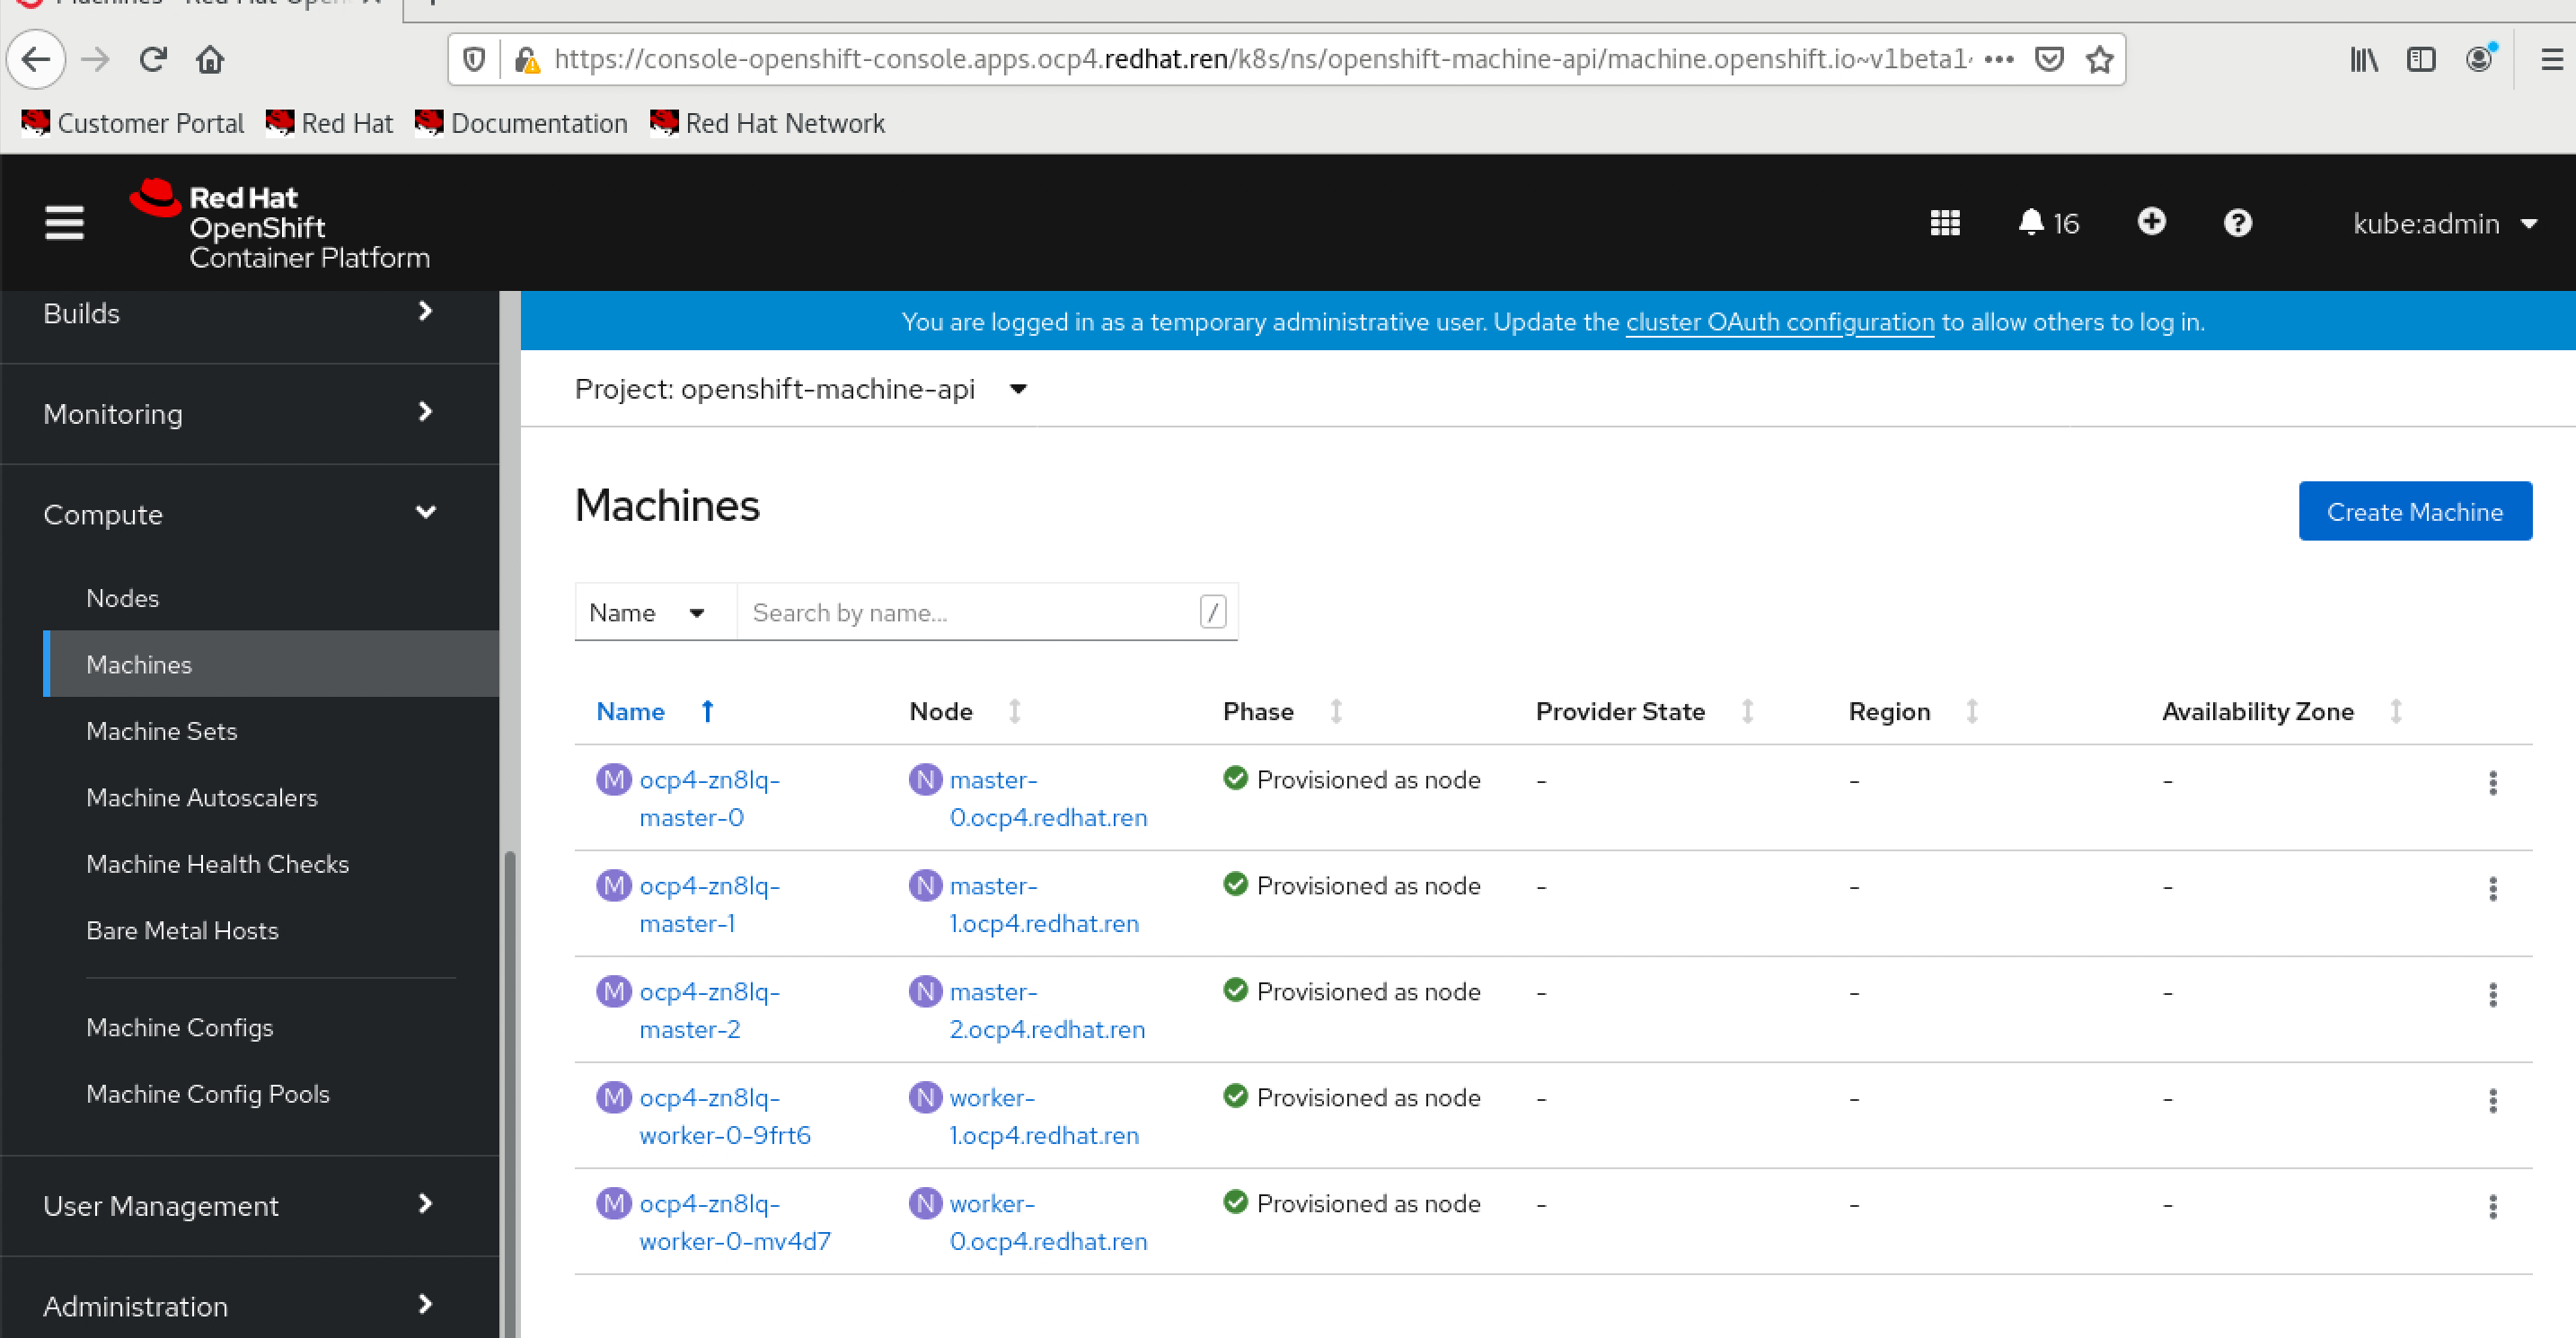 https://console-openshift-console.apps.ocp4.redhat.ren/k8s/ns/openshift-machine-api/machine.openshift.io~v1beta1
Customer Portal Red Hat Documentation Red Hat Network
Red Hat
OpenShift
Container Platform
16
kube:admin
Builds
Monitoring
Compute
Nodes
Machines
Machine Sets
Machine Autoscalers
Machine Health Checks
Bare Metal Hosts
Machine Configs
Machine Config Pools
User Management
Administration
You are logged in as a temporary administrative user. Update the cluster OAuth configuration to allow others to log in.
Project: openshift-machine-api
Machines
Create Machine
Name Search by name... /
Name Node Phase Provider State Region Availability Zone
M ocp4-zn8lq- N master- Provisioned as node - - -
master-0 0.ocp4.redhat.ren
M ocp4-zn8lq- N master- Provisioned as node - - -
master-1 1.ocp4.redhat.ren
M ocp4-zn8lq- N master- Provisioned as node - - -
master-2 2.ocp4.redhat.ren
M ocp4-zn8lq- N worker- Provisioned as node - - -
worker-0-9frt6 1.ocp4.redhat.ren
M ocp4-zn8lq- N worker- Provisioned as node - - -
worker-0-mv4d7 0.ocp4.redhat.ren